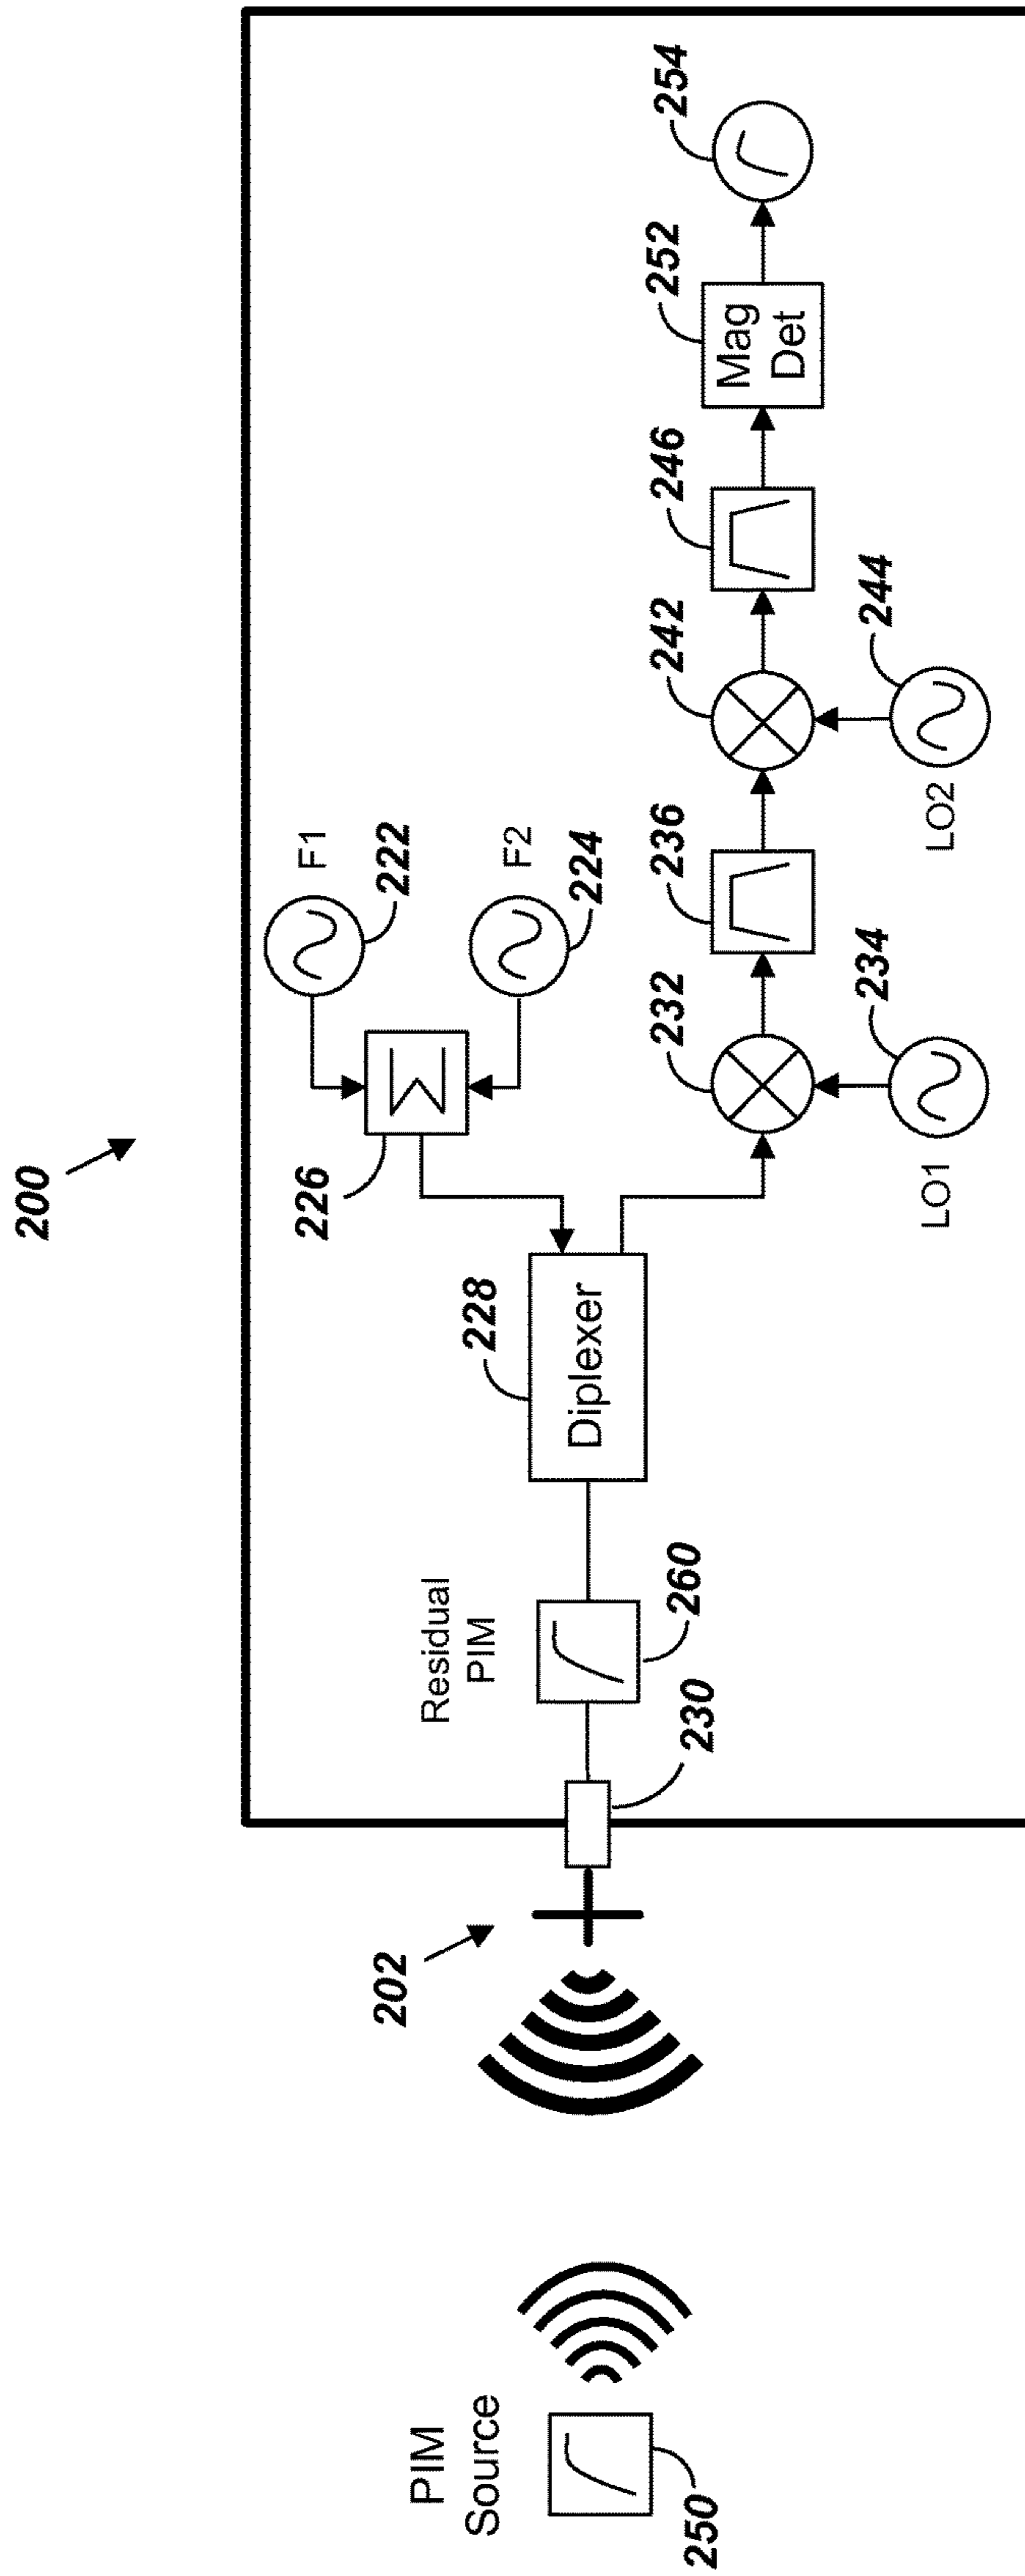 200
PIM
Source
250
202
230
Residual
PIM
260
228
Diplexer
226
Σ
F1
222
F2
224
232
LO1
234
236
242
LO2
244
246
252
Mag
Det
254